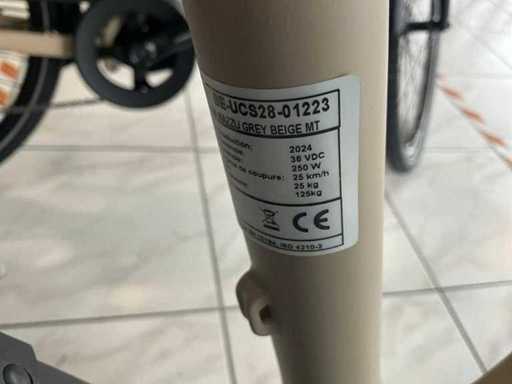 UCS28-01223
GREY BEIGE MT
2024
36 VDC
250 W
de coupure: 25 km/h
25 kg
125kg
CE
ISO 4210-2